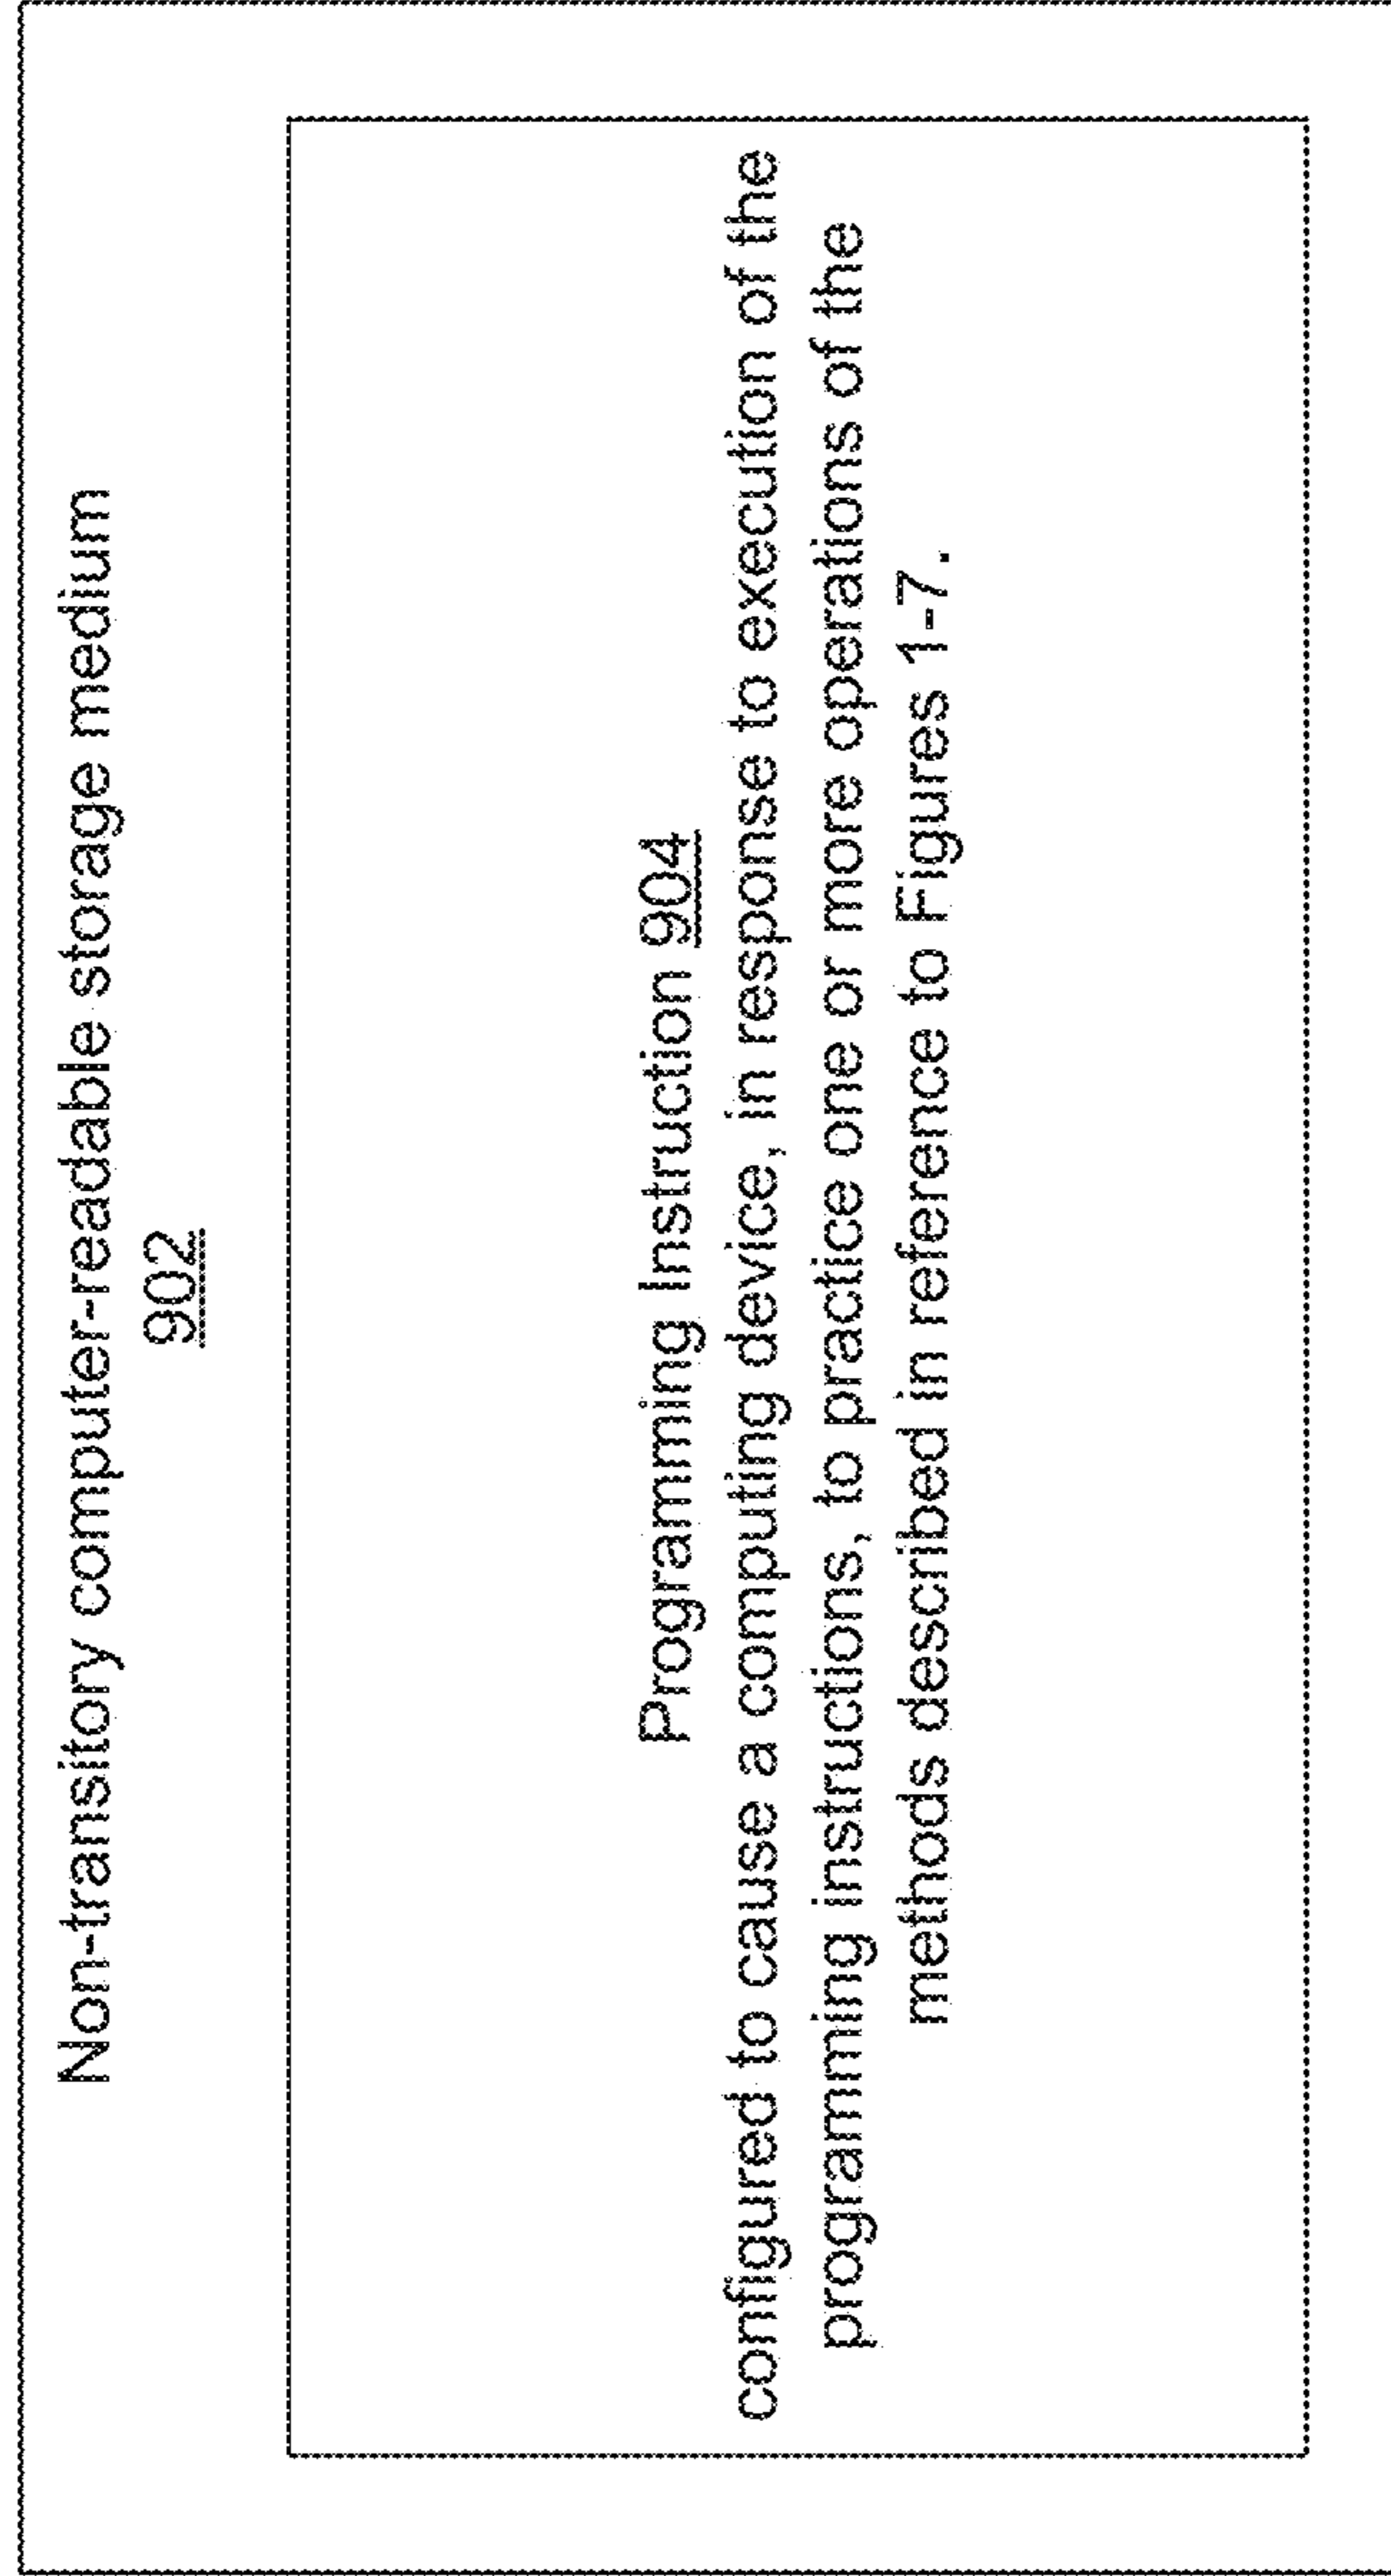 Non-transitory computer-readable storage medium
902
Programming Instruction 904
configured to cause a computing device, in response to execution of the
programming instructions, to practice one or more operations of the
methods described in reference to Figures 1-7.